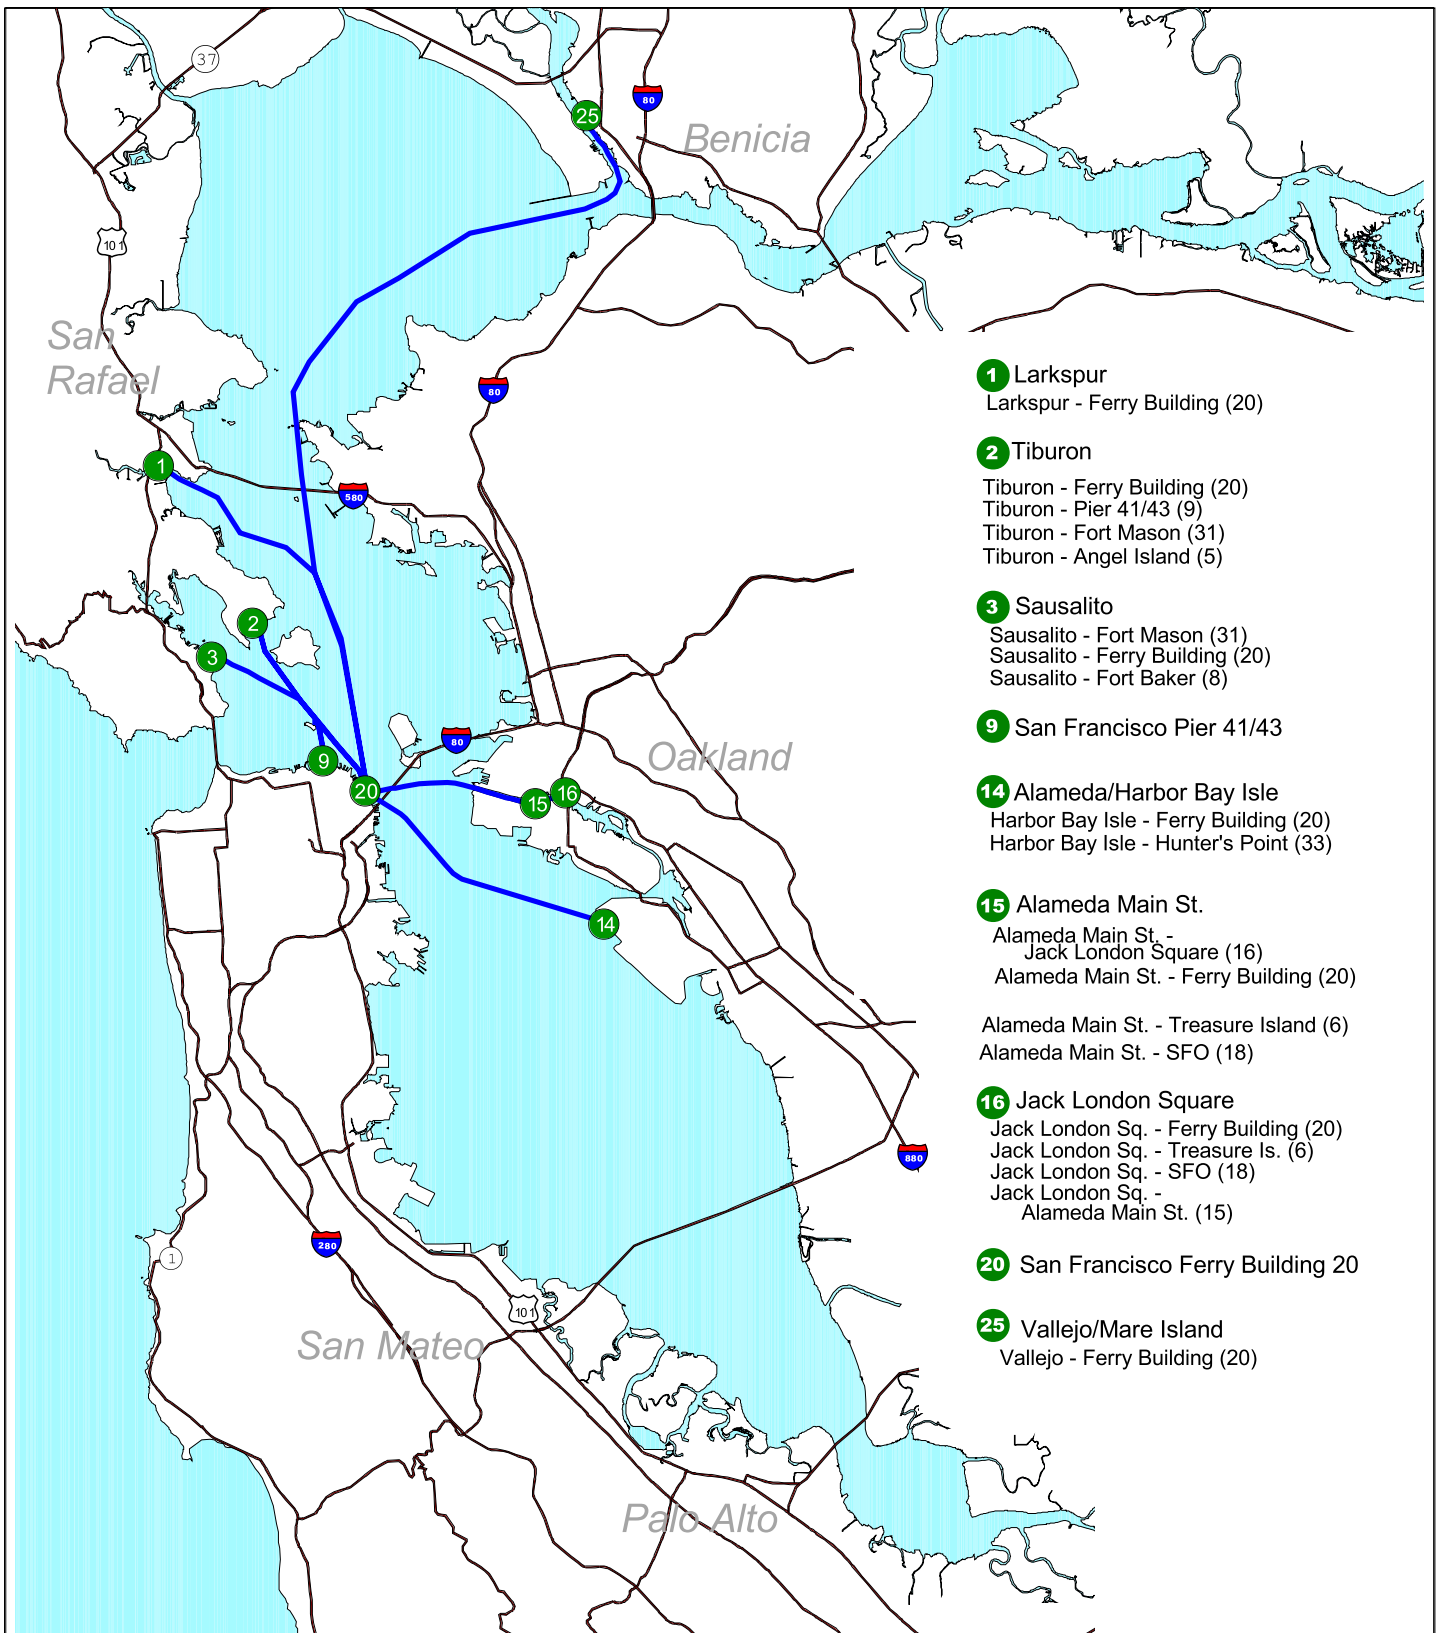 37
80
25
Benicia
101
San
Rafael
80
1
580
2
3
80
Oakland
9
20
15
16
14
880
1
280
101
San Mateo
Palo Alto
1 Larkspur
Larkspur - Ferry Building (20)
2 Tiburon
Tiburon - Ferry Building (20)
Tiburon - Pier 41/43 (9)
Tiburon - Fort Mason (31)
Tiburon - Angel Island (5)
3 Sausalito
Sausalito - Fort Mason (31)
Sausalito - Ferry Building (20)
Sausalito - Fort Baker (8)
9 San Francisco Pier 41/43
14 Alameda/Harbor Bay Isle
Harbor Bay Isle - Ferry Building (20)
Harbor Bay Isle - Hunter's Point (33)
15 Alameda Main St.
Alameda Main St. -
Jack London Square (16)
Alameda Main St. - Ferry Building (20)
Alameda Main St. - Treasure Island (6)
Alameda Main St. - SFO (18)
16 Jack London Square
Jack London Sq. - Ferry Building (20)
Jack London Sq. - Treasure Is. (6)
Jack London Sq. - SFO (18)
Jack London Sq. -
Alameda Main St. (15)
20 San Francisco Ferry Building 20
25 Vallejo/Mare Island
Vallejo - Ferry Building (20)